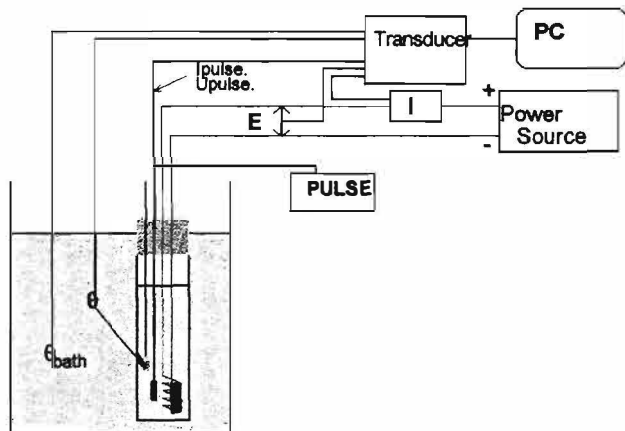 Transducer
PC
Ipulse.
Upulse.
E
I
+
Power
Source
-
PULSE
θ
θbath